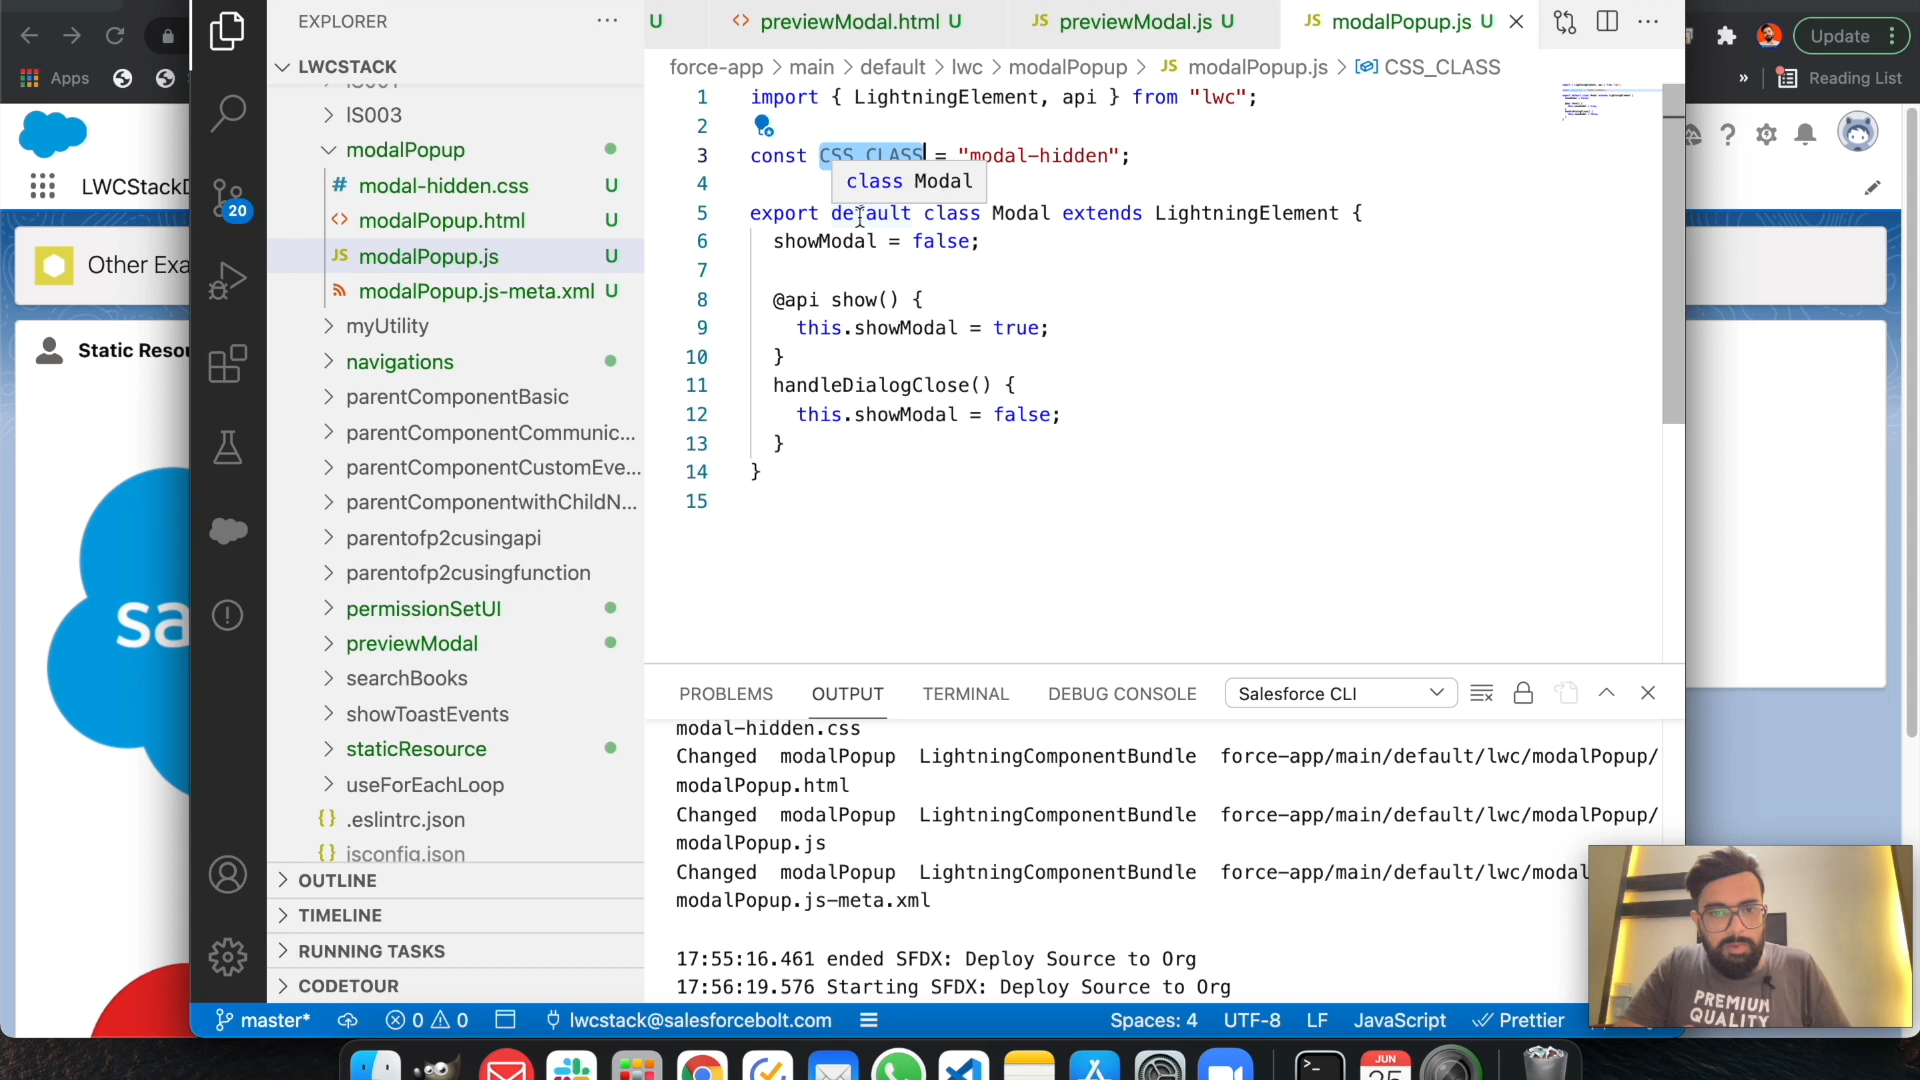 EXPLORER
LWCSTACK
IS003
modalPopup
modal-hidden.css U
modalPopup.html U
modalPopup.js U
modalPopup.js-meta.xml U
myUtility
navigations
parentComponentBasic
parentComponentCommunic...
parentComponentCustomEve...
parentComponentwithChildN...
parentofp2cusingapi
parentofp2cusingfunction
permissionSetUI
previewModal
searchBooks
showToastEvents
staticResource
useForEachLoop
.eslintrc.json
jsconfig.json
OUTLINE
TIMELINE
RUNNING TASKS
CODETOUR
20
U
previewModal.html U
JS previewModal.js U
JS modalPopup.js U
force-app > main > default > lwc > modalPopup > JS modalPopup.js > CSS_CLASS
1 import { LightningElement, api } from "lwc";
2
3 const CSS_CLASS = "modal-hidden";
class Modal
4
5 export default class Modal extends LightningElement {
6 showModal = false;
7
8 @api show() {
9 this.showModal = true;
10 }
11 handleDialogClose() {
12 this.showModal = false;
13 }
14 }
15
PROBLEMS OUTPUT TERMINAL DEBUG CONSOLE Salesforce CLI
modal-hidden.css
Changed modalPopup LightningComponentBundle force-app/main/default/lwc/modalPopup/
modalPopup.html
Changed modalPopup LightningComponentBundle force-app/main/default/lwc/modalPopup/
modalPopup.js
Changed modalPopup LightningComponentBundle force-app/main/default/lwc/modal
modalPopup.js-meta.xml
17:55:16.461 ended SFDX: Deploy Source to Org
17:56:19.576 Starting SFDX: Deploy Source to Org
master* 0 0 lwcstack@salesforcebolt.com Spaces: 4 UTF-8 LF JavaScript Prettier
Apps
LWCStackD
Other Exa
Static Resou
sa
Update
Reading List
PREMIUM
QUALITY
JUN
25